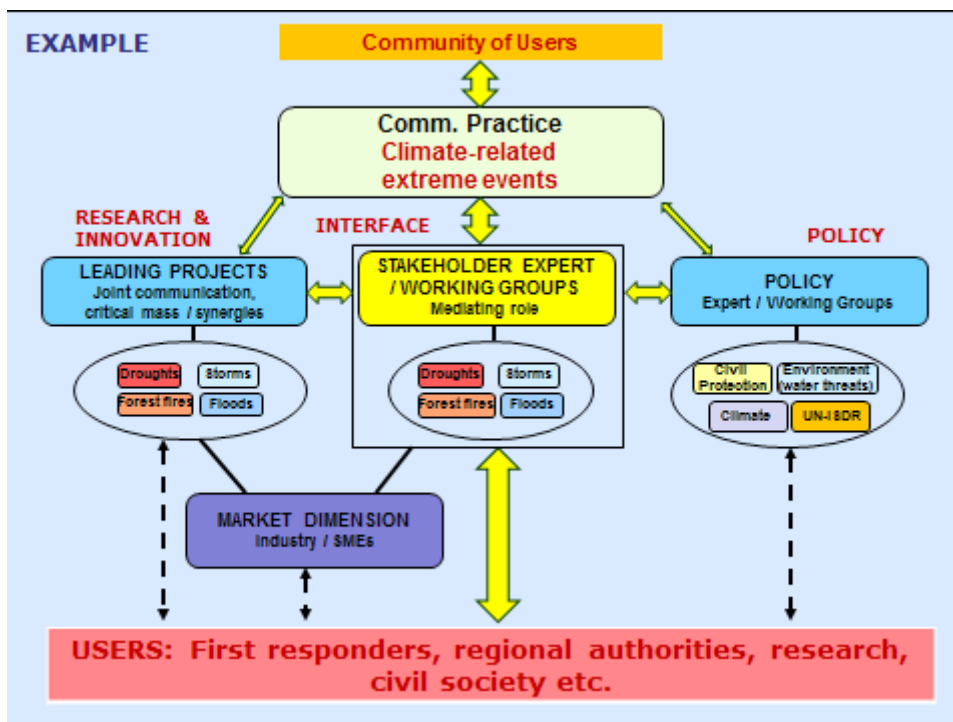 EXAMPLE
Community of Users
Comm. Practice
Climate-related
extreme events
RESEARCH &
INNOVATION
INTERFACE
POLICY
LEADING PROJECTS
Joint communication,
critical mass / synergies
STAKEHOLDER EXPERT
/ WORKING GROUPS
Mediating role
POLICY
Expert / Working Groups
Droughts
Storms
Forest fires
Floods
Droughts
Storms
Forest fires
Floods
Civil
Protection
Environment
(water threats)
Climate
UN-ISDR
MARKET DIMENSION
Industry / SMEs
USERS: First responders, regional authorities, research,
civil society etc.